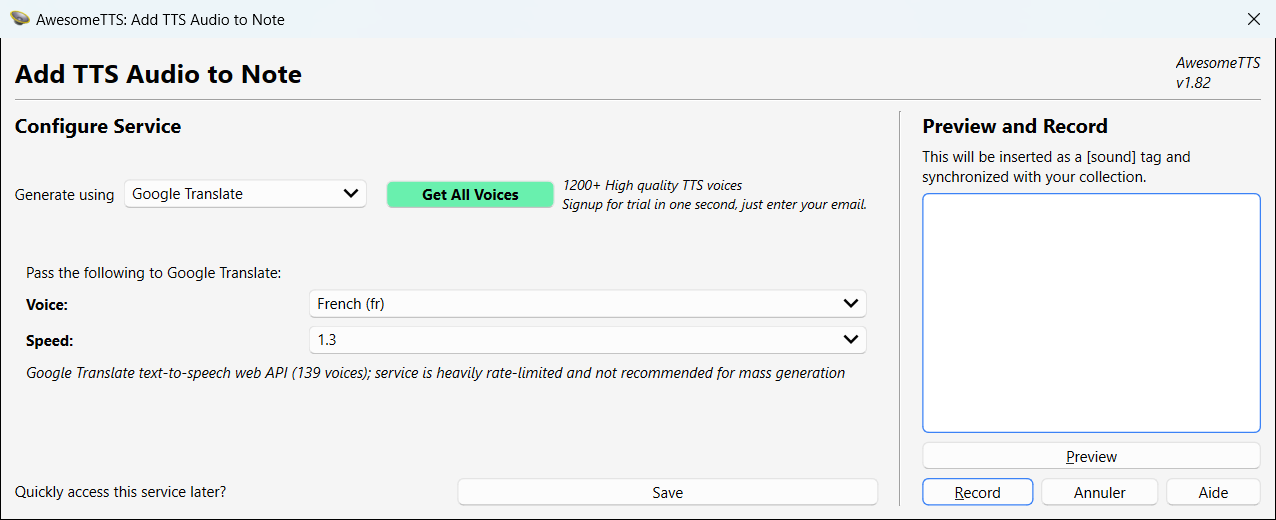 AwesomeTTS: Add TTS Audio to Note
Add TTS Audio to Note
AwesomeTTS
v1.82
Configure Service
Generate using
Google Translate
Get All Voices
1200+ High quality TTS voices
Signup for trial in one second, just enter your email.
Pass the following to Google Translate:
Voice:
French (fr)
Speed:
1.3
Google Translate text-to-speech web API (139 voices); service is heavily rate-limited and not recommended for mass generation
Quickly access this service later?
Save
Preview and Record
This will be inserted as a [sound] tag and
synchronized with your collection.
Preview
Record
Annuler
Aide